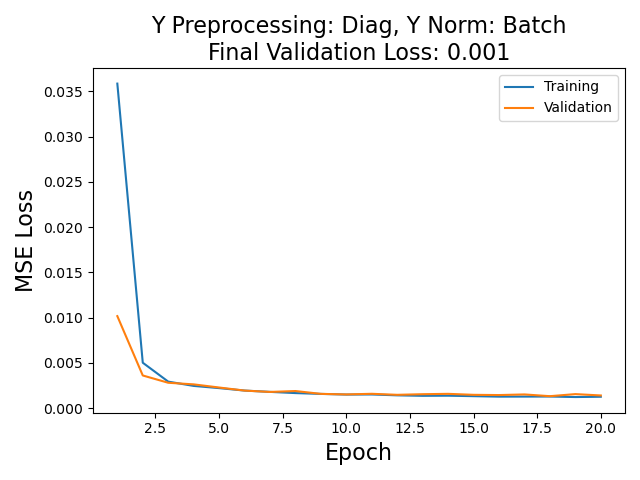 Y Preprocessing: Diag, Y Norm: Batch
Final Validation Loss: 0.001
Training
Validation
MSE Loss
0.035
0.030
0.025
0.020
0.015
0.010
0.005
0.000
2.5 5.0 7.5 10.0 12.5 15.0 17.5 20.0
Epoch